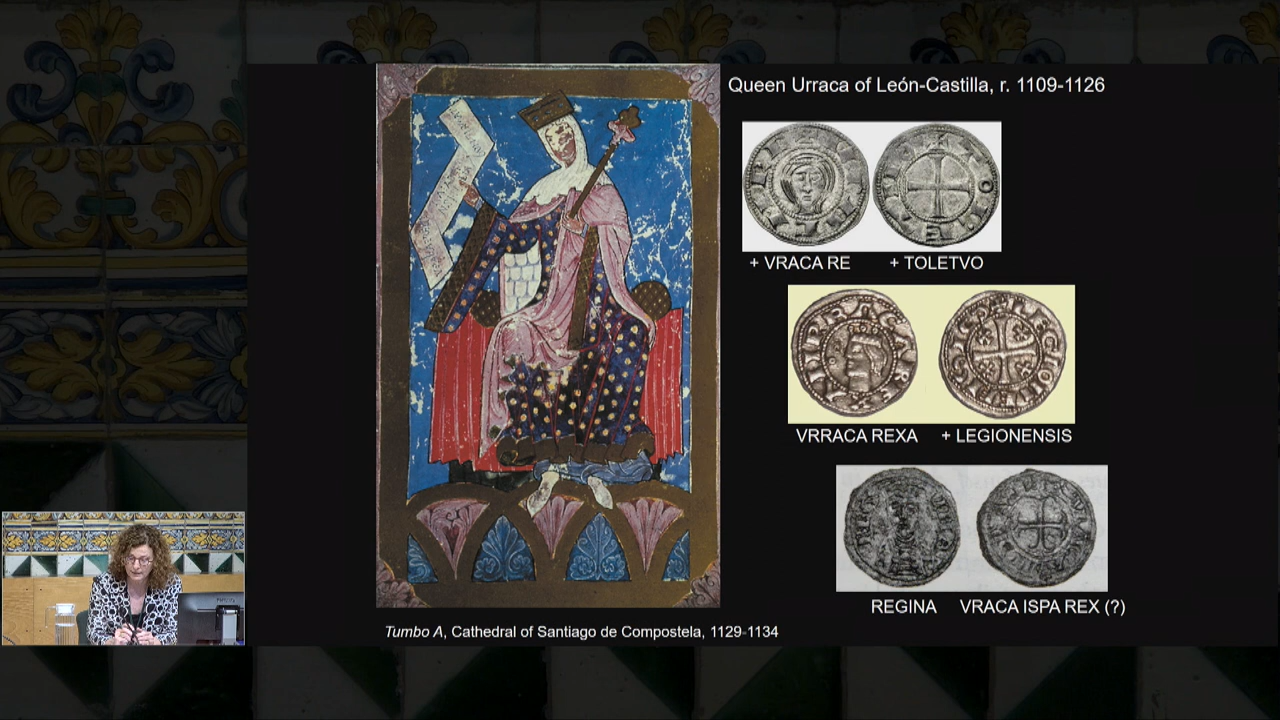 Queen Urraca of León-Castilla, r. 1109-1126
+ VRACA RE
+ TOLETVO
VRRACA REXA
+ LEGIONENSIS
REGINA
VRACA ISPA REX (?)
Tumbo A, Cathedral of Santiago de Compostela, 1129-1134